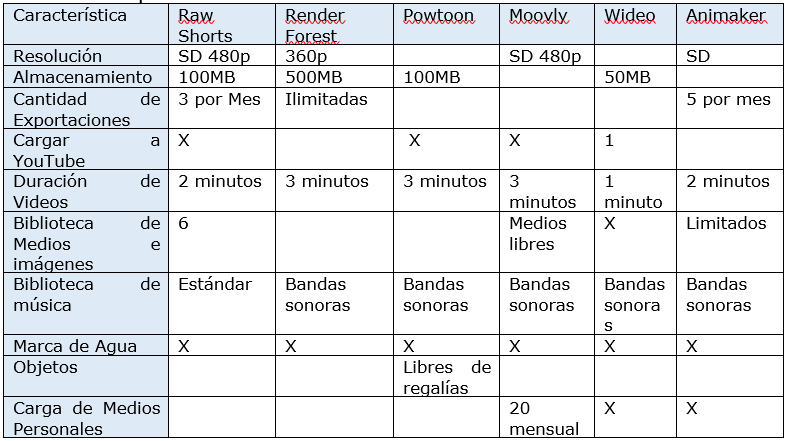 Característica Raw Shorts Render Forest Powtoon Moovly Wideo Animaker
Resolución SD 480p 360p SD 480p SD
Almacenamiento 100MB 500MB 100MB 50MB
Cantidad de Exportaciones 3 por Mes Ilimitadas 5 por mes
Cargar a YouTube X X X 1
Duración de Videos 2 minutos 3 minutos 3 minutos 3 minutos 1 minuto 2 minutos
Biblioteca de Medios e imágenes 6 Medios libres X Limitados
Biblioteca de música Estándar Bandas sonoras Bandas sonoras Bandas sonoras Bandas sonoras Bandas sonoras
Marca de Agua X X X X X X
Objetos Libres de regalías
Carga de Medios Personales 20 mensual X X